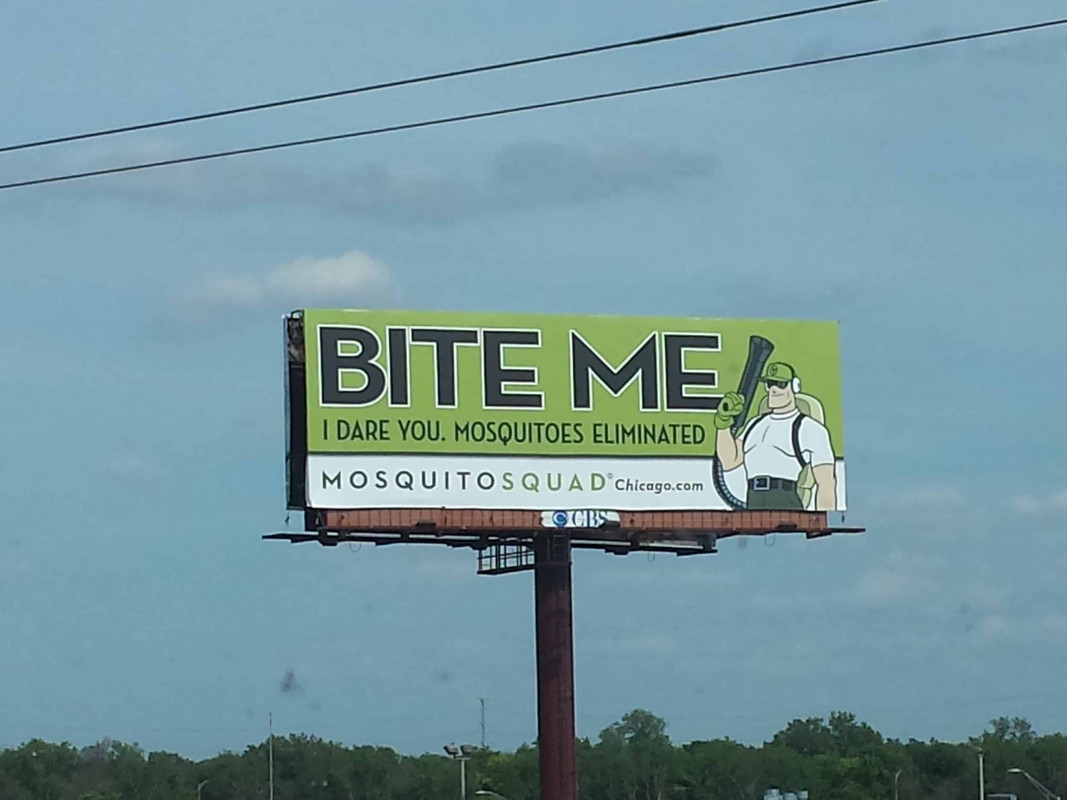 BITE ME
I DARE YOU. MOSQUITOES ELIMINATED
MOSQUITOSQUAD® Chicago.com
CBS